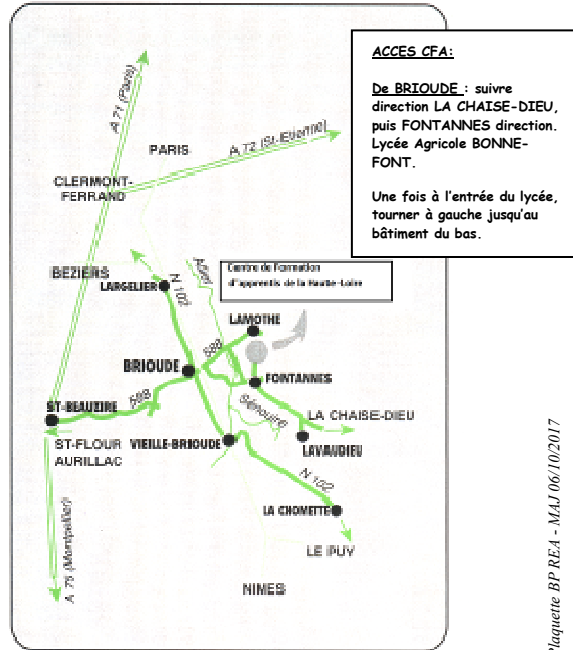 ACCES CFA:
De BRIOUDE : suivre
direction LA CHAISE-DIEU,
puis FONTANNES direction.
Lycée Agricole BONNE-
FONT.
Une fois à l'entrée du lycée,
tourner à gauche jusqu'au
bâtiment du bas.
A 71 (Paris)
PARIS
A 72 (St-Etienne)
CLERMONT-
FERRAND
BEZIERS
LARGELIER
N 102
Allier
Centre de Formation
d'apprentis de la Hautte-Loire
LAMOTHE
588
BRIOUDE
FONTANNES
588
ST-BEAUZIRE
Sénouire
LA CHAISE-DIEU
ST-FLOUR
AURILLAC
VIEILLE-BRIOUDE
LAVAUDIEU
N 102
LA CHOMETTE
LE PUY
A 75 (Montpellier)
NIMES
Plaquette BP REA - MAJ 06/10/2017